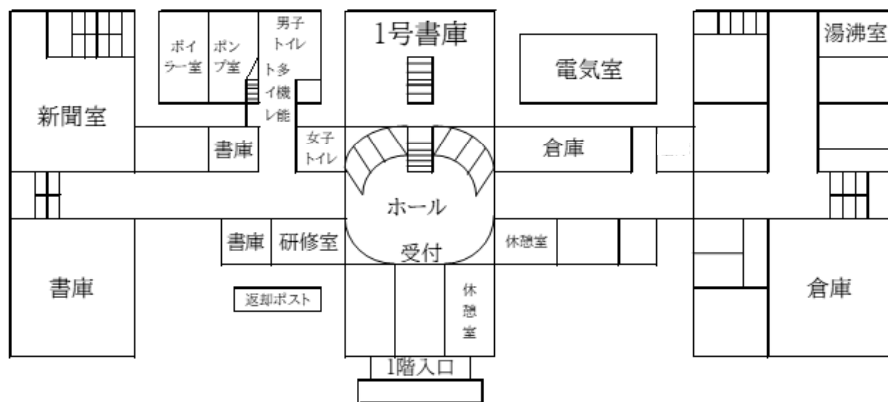 男子
トイレ
ボイ
ラー室
ポン
プ室
1号書庫
湯沸室
電気室
多機能
トイレ
新聞室
書庫
女子
トイレ
倉庫
ホール
受付
書庫
研修室
休憩室
書庫
返却ポスト
休憩室
倉庫
1階入口